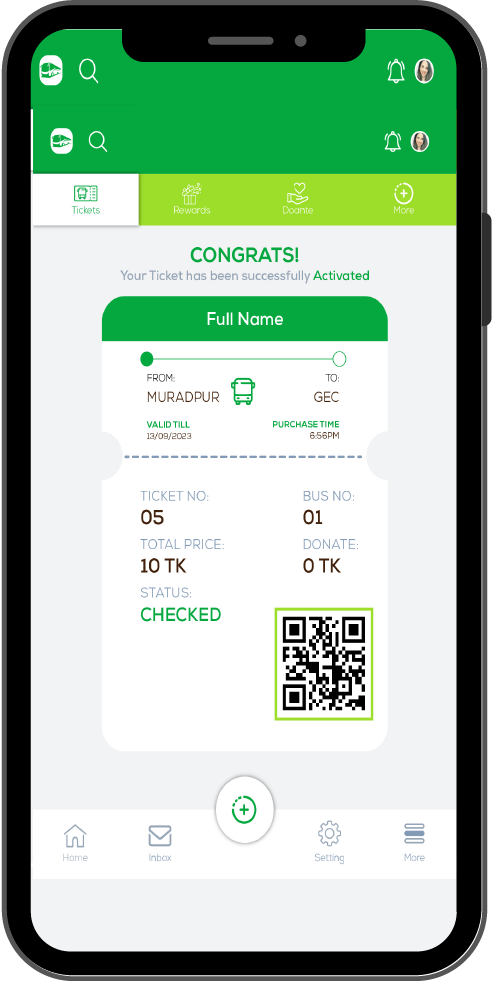 Tickets
Rewards
Doante
More
CONGRATS!
Your Ticket has been successfully Activated
Full Name
FROM: TO:
MURADPUR GEC
VALID TILL PURCHASE TIME
13/09/2023 6:56PM
TICKET NO: BUS NO:
05 01
TOTAL PRICE: DONATE:
10 TK 0 TK
STATUS:
CHECKED
Home
Inbox
Setting
More